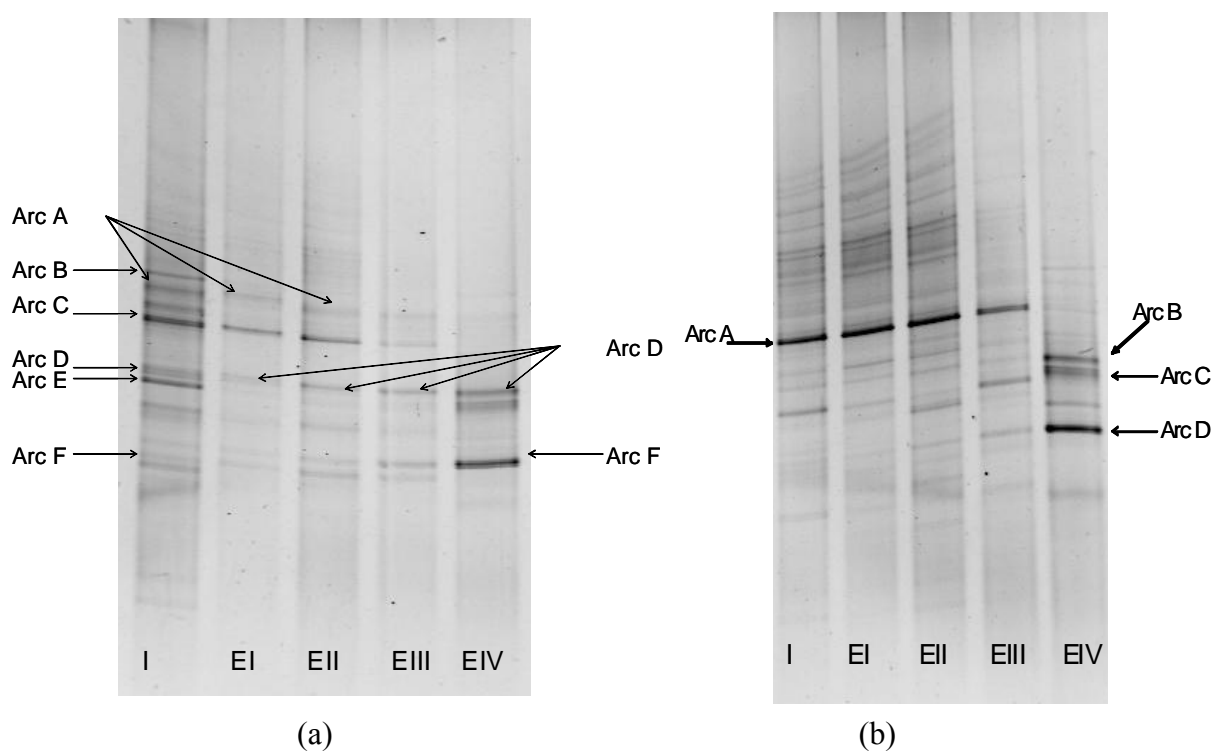 Arc A
Arc B
Arc C
Arc D
Arc E
Arc F
Arc D
Arc F
I EI EII EIII EIV
(a)
Arc A
Arc B
Arc C
Arc D
I EI EII EIII EIV
(b)